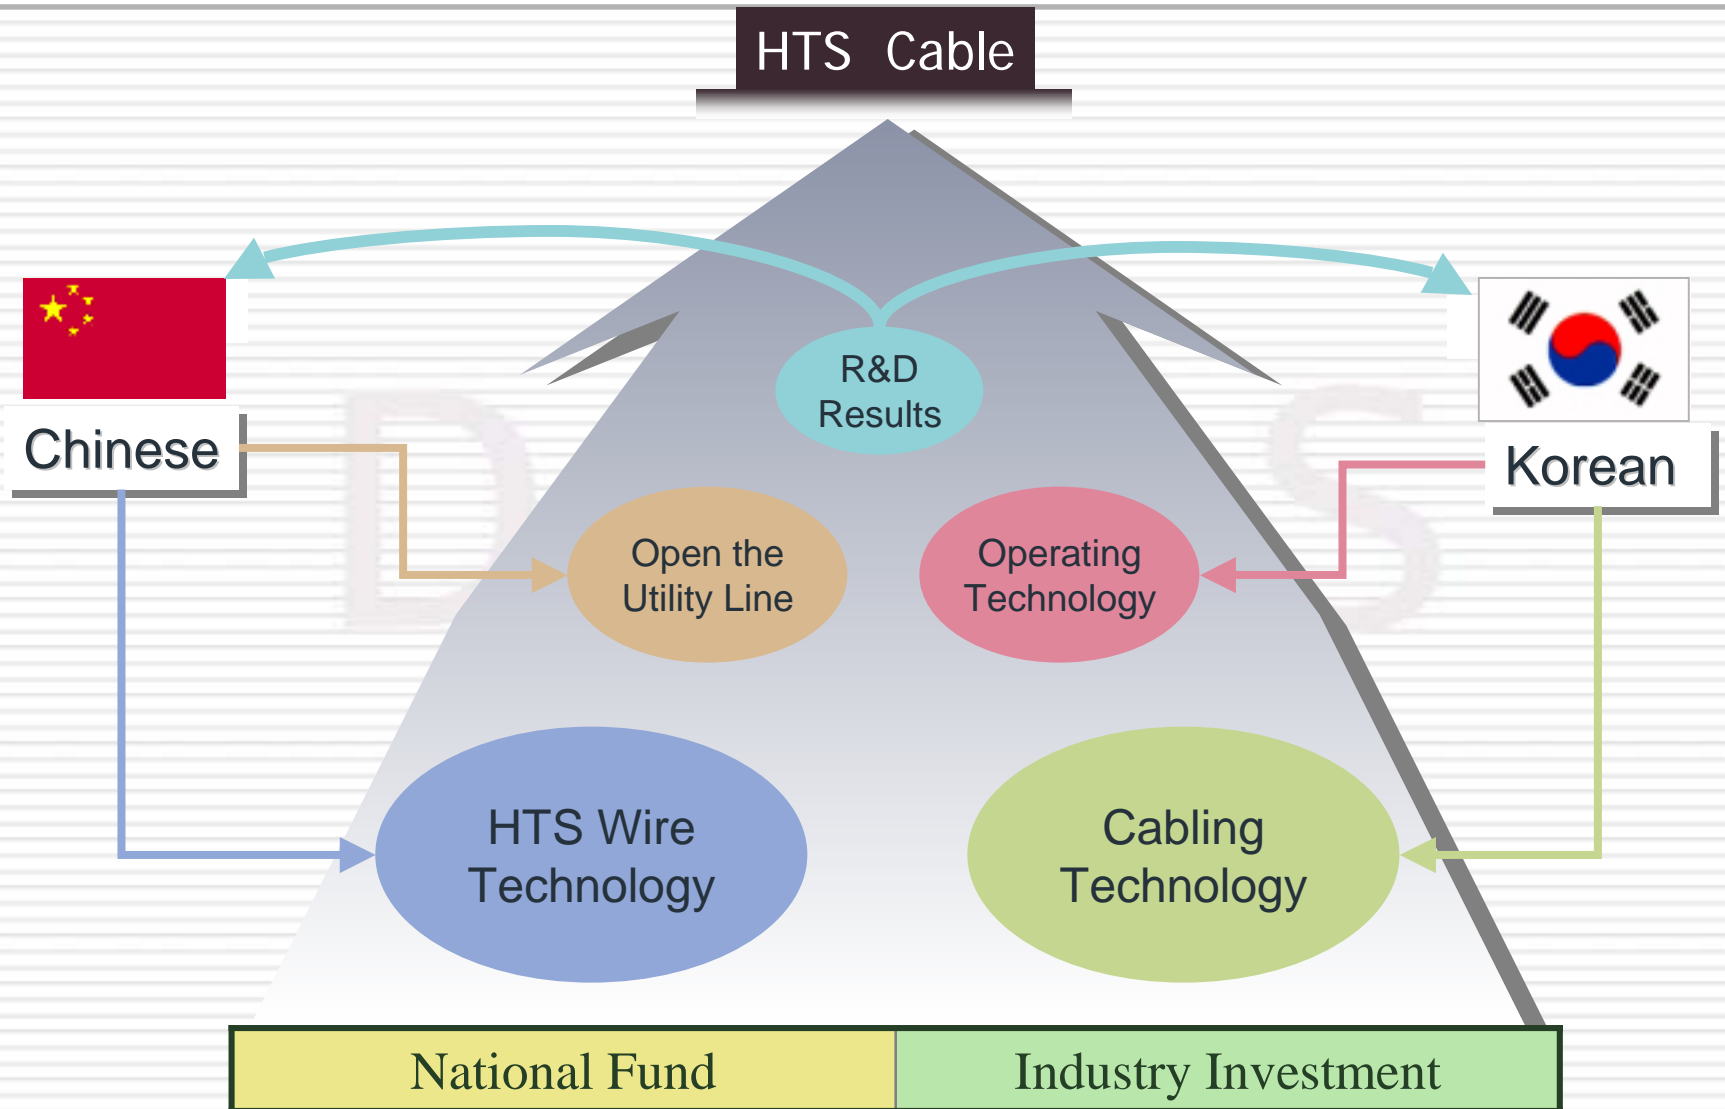 HTS Cable
R&D
Results
Chinese
Korean
Open the
Utility Line
Operating
Technology
HTS Wire
Technology
Cabling
Technology
National Fund
Industry Investment